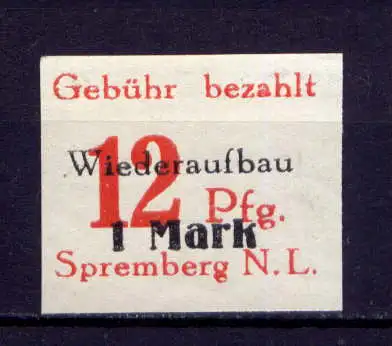 Gebühr bezahlt
Wiederaufbau
12 Pfg.
1 Mark
Spremberg N.L.